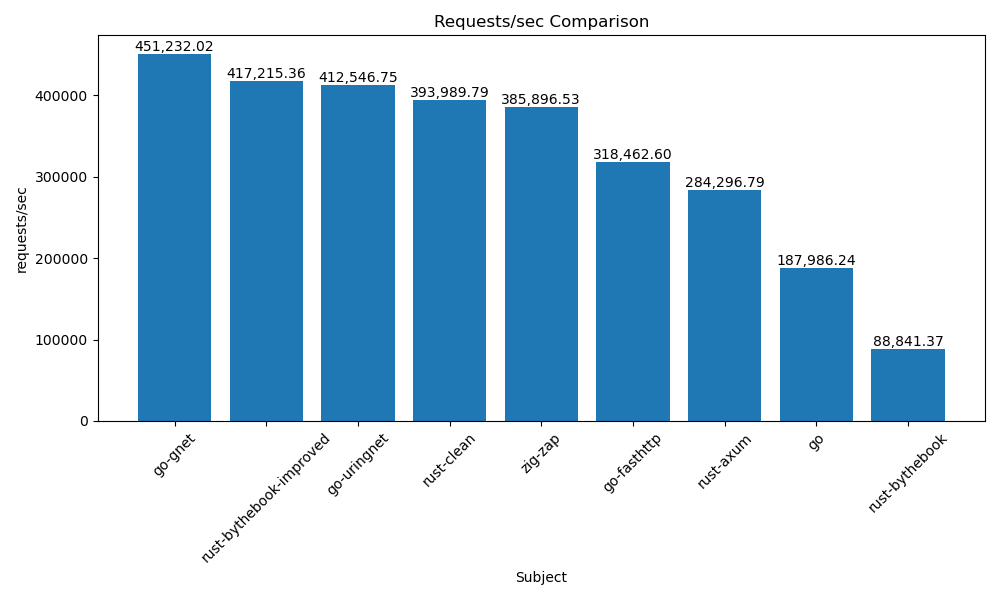 Requests/sec Comparison
451,232.02
417,215.36
412,546.75
393,989.79
385,896.53
318,462.60
284,296.79
187,986.24
88,841.37
requests/sec
400000
300000
200000
100000
0
go-gnet
rust-bythebook-improved
go-uringnet
rust-clean
zig-zap
go-fasthttp
rust-axum
go
rust-bythebook
Subject